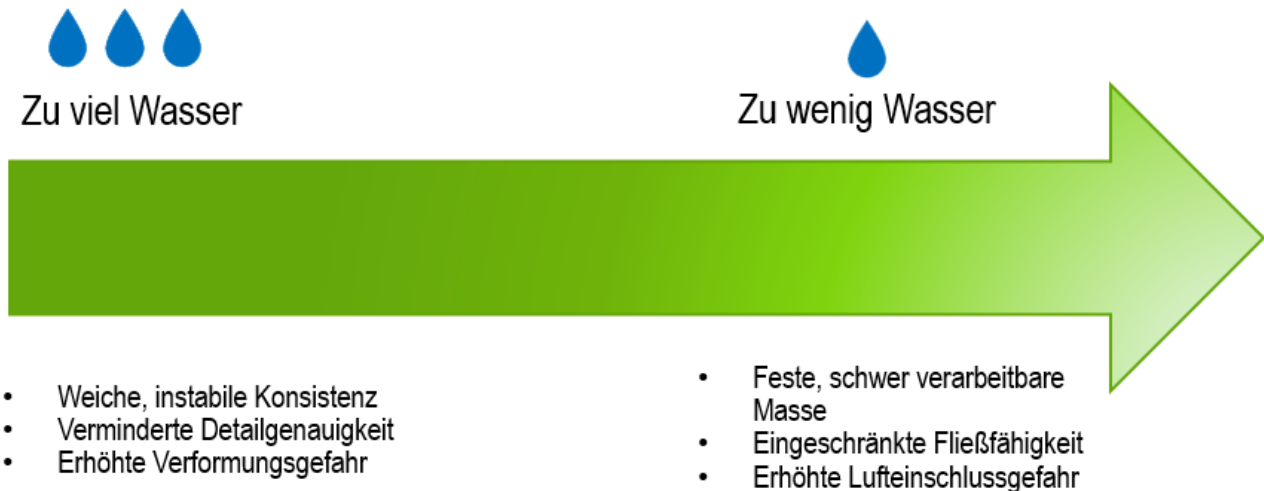 Zu viel Wasser
Zu wenig Wasser
• Weiche, instabile Konsistenz
• Verminderte Detailgenauigkeit
• Erhöhte Verformungsgefahr
• Feste, schwer verarbeitbare
Masse
• Eingeschränkte Fließfähigkeit
• Erhöhte Lufteinschlussgefahr